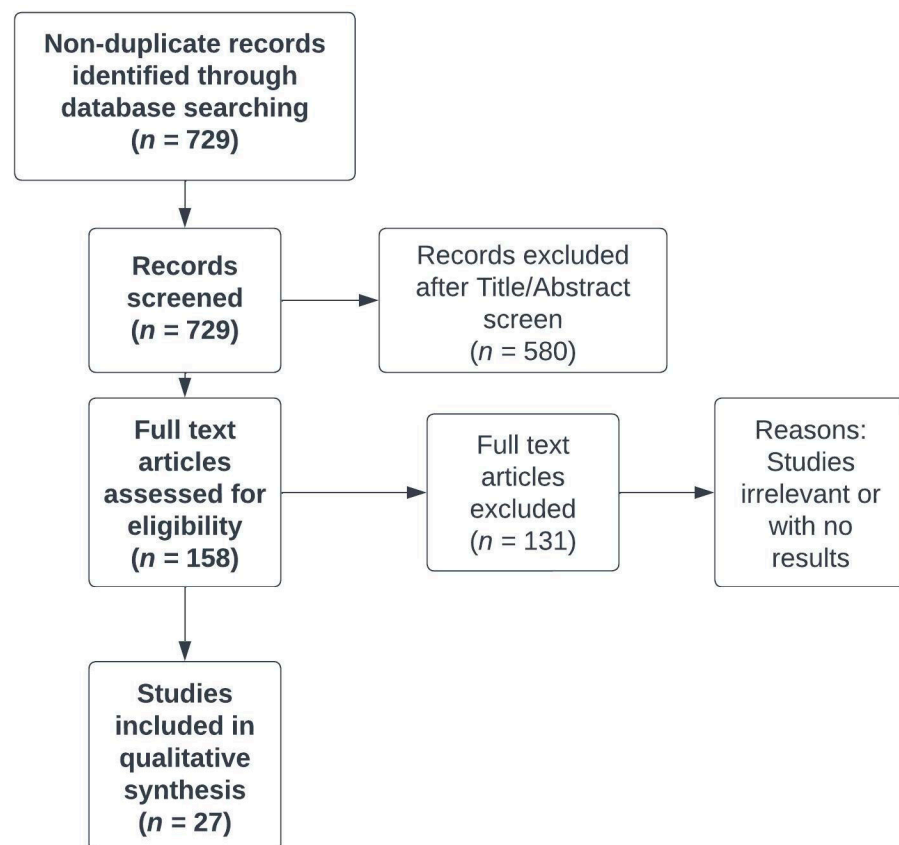 Non-duplicate records
identified through
database searching
(n = 729)
Records
screened
(n = 729)
Records excluded
after Title/Abstract
screen
(n = 580)
Full text
articles
assessed for
eligibility
(n = 158)
Full text
articles
excluded
(n = 131)
Reasons:
Studies
irrelevant or
with no
results
Studies
included in
qualitative
synthesis
(n = 27)